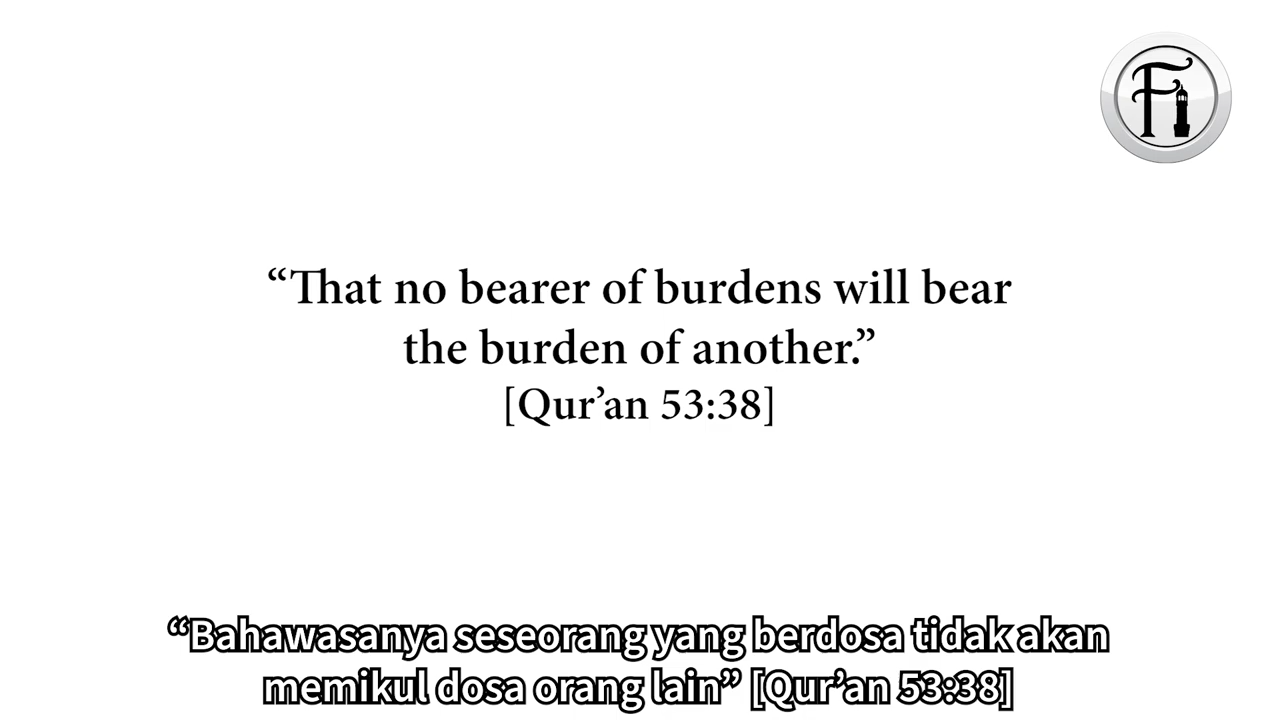 Fi
“That no bearer of burdens will bear
the burden of another.”
[Qur’an 53:38]
“Bahawasanya seseorang yang berdosa tidak akan
memikul dosa orang lain” [Qur’an 53:38]